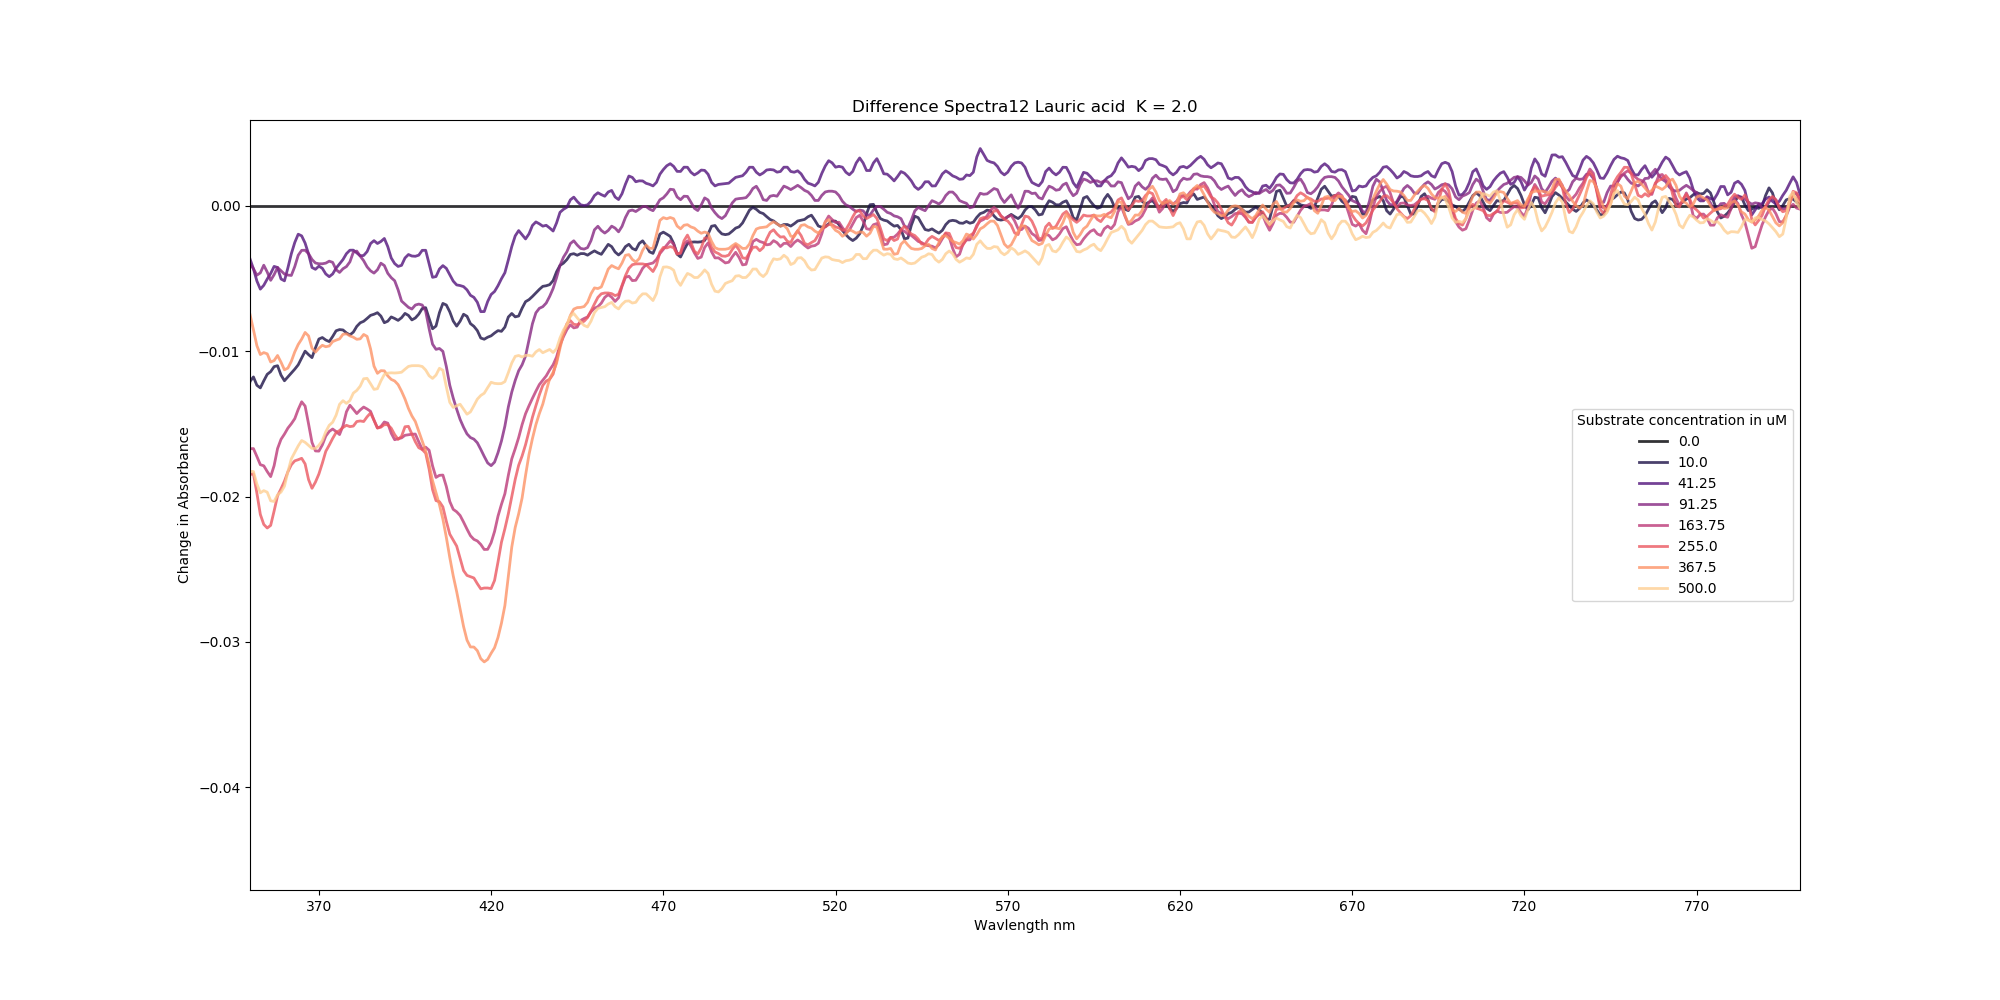 Difference Spectra12 Lauric acid  K = 2.0
Change in Absorbance
0.00
−0.01
−0.02
−0.03
−0.04
Substrate concentration in uM
0.0
10.0
41.25
91.25
163.75
255.0
367.5
500.0
370 420 470 520 570 620 670 720 770
Wavlength nm